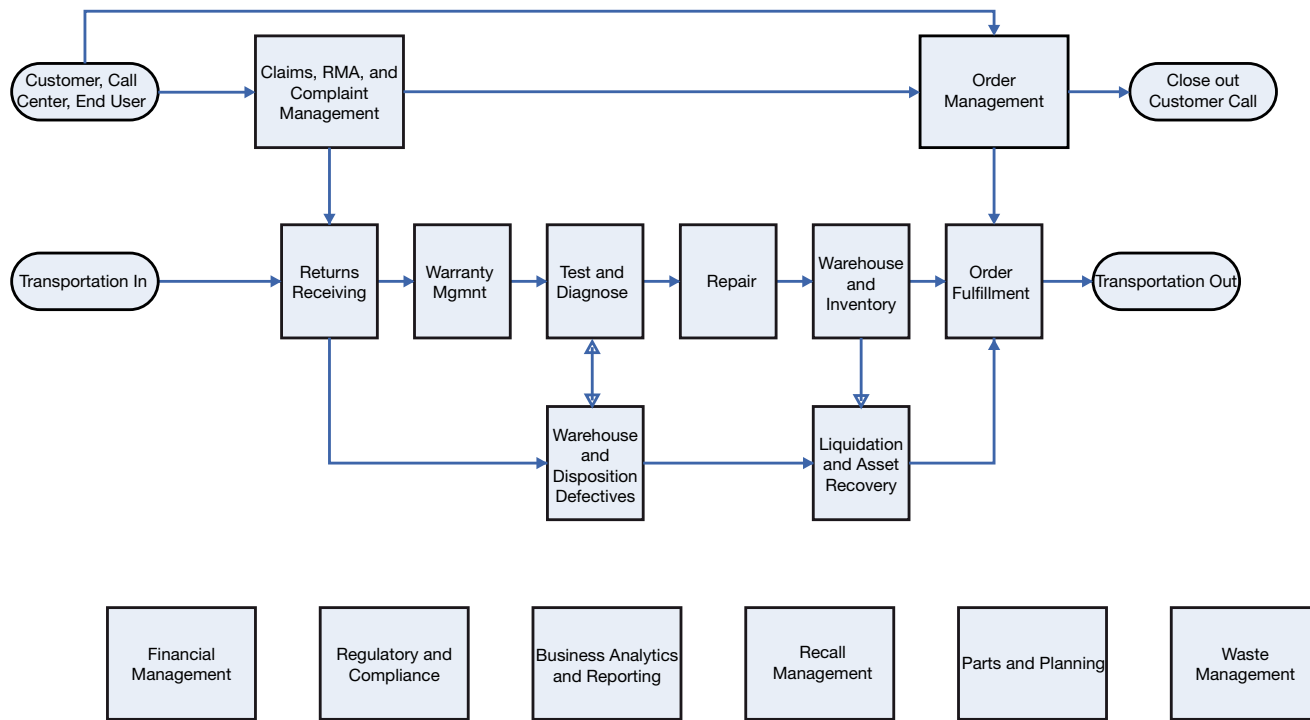 Customer, Call
Center, End User
Claims, RMA, and
Complaint
Management
Order
Management
Close out
Customer Call
Transportation In
Returns
Receiving
Warranty
Mgmnt
Test and
Diagnose
Repair
Warehouse
and
Inventory
Order
Fulfillment
Transportation Out
Warehouse
and
Disposition
Defectives
Liquidation
and Asset
Recovery
Financial
Management
Regulatory and
Compliance
Business Analytics
and Reporting
Recall
Management
Parts and Planning
Waste
Management